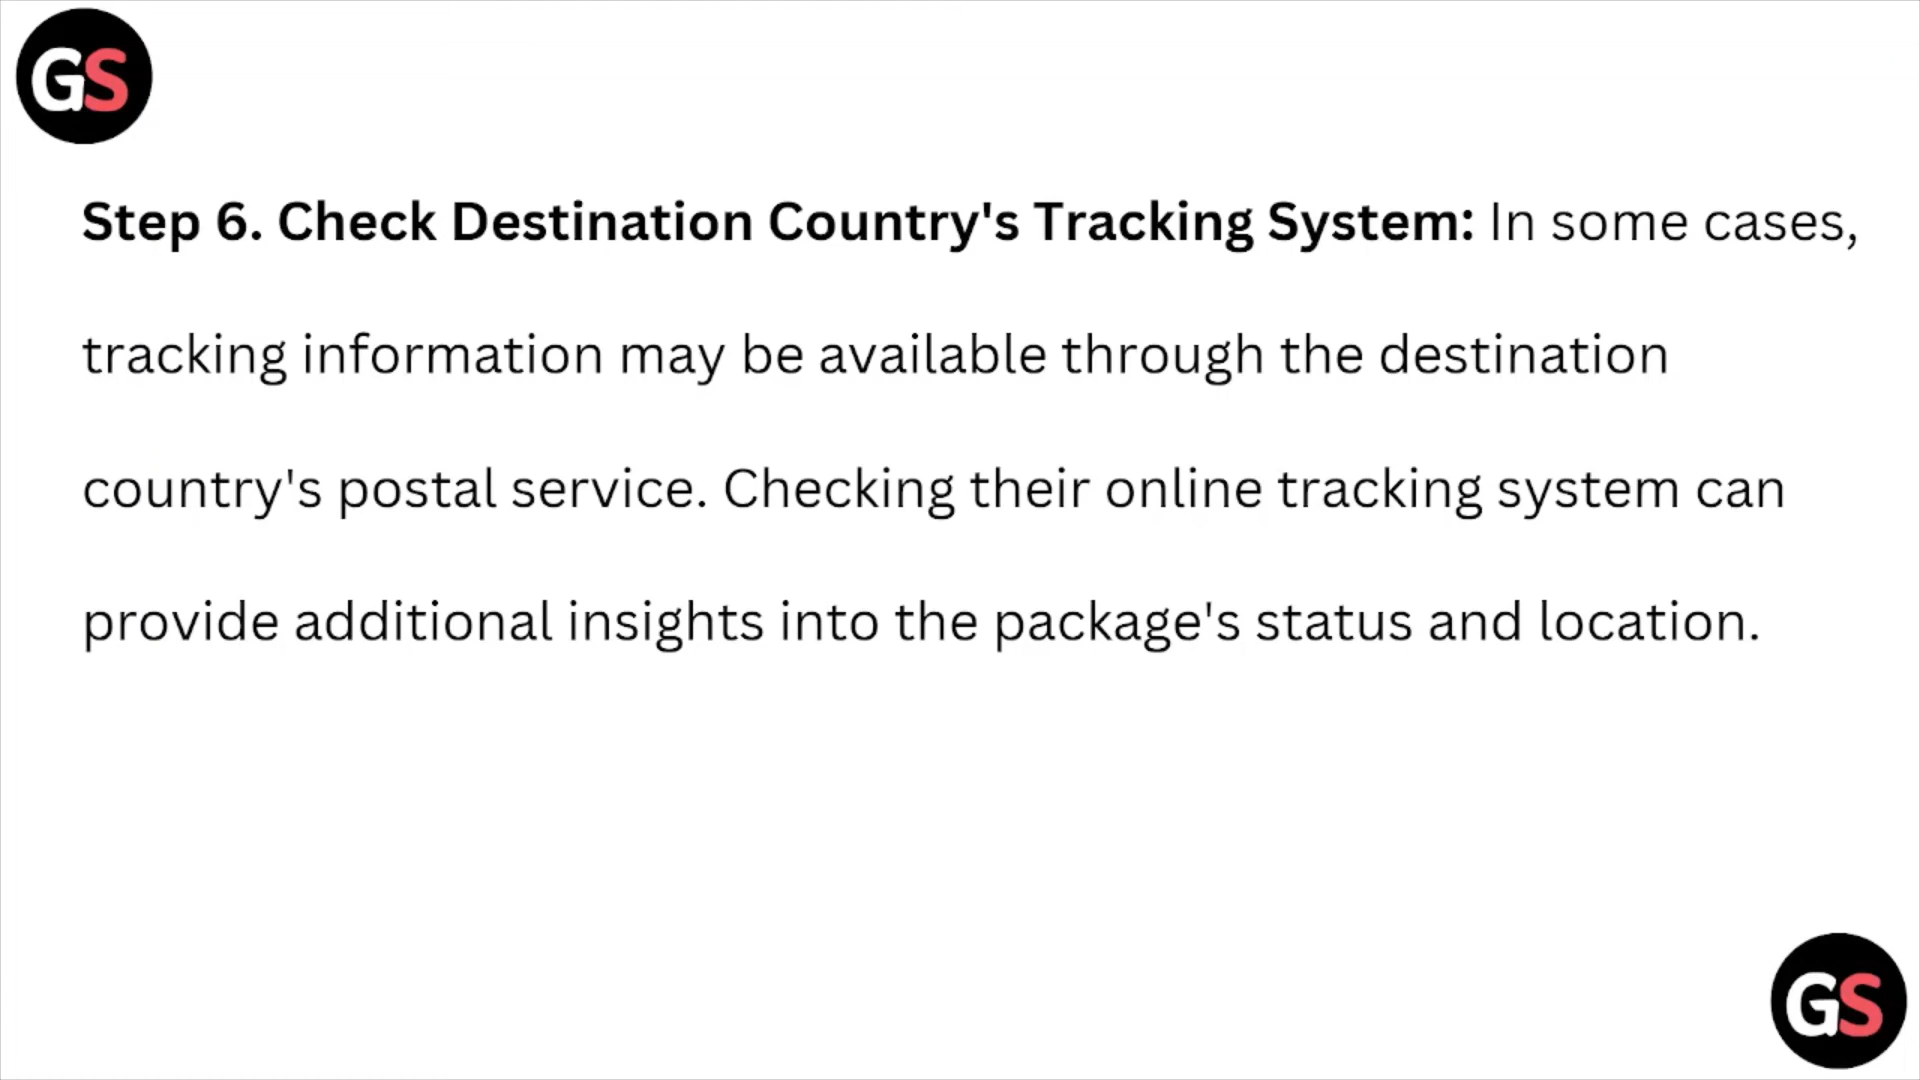 GS
Step 6. Check Destination Country's Tracking System: In some cases,
tracking information may be available through the destination
country's postal service. Checking their online tracking system can
provide additional insights into the package's status and location.
GS